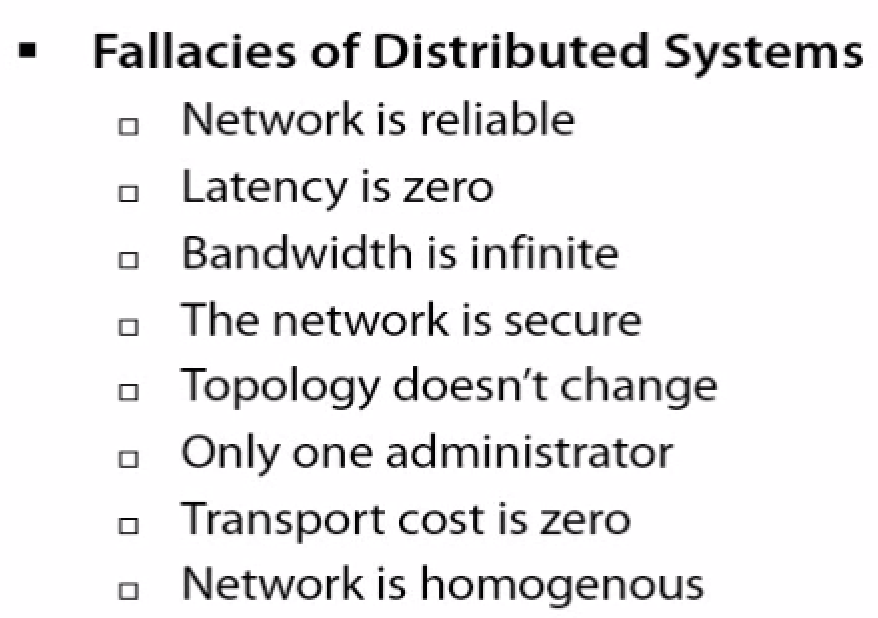 Fallacies of Distributed Systems
Network is reliable
Latency is zero
Bandwidth is infinite
The network is secure
Topology doesn’t change
Only one administrator
Transport cost is zero
Network is homogenous